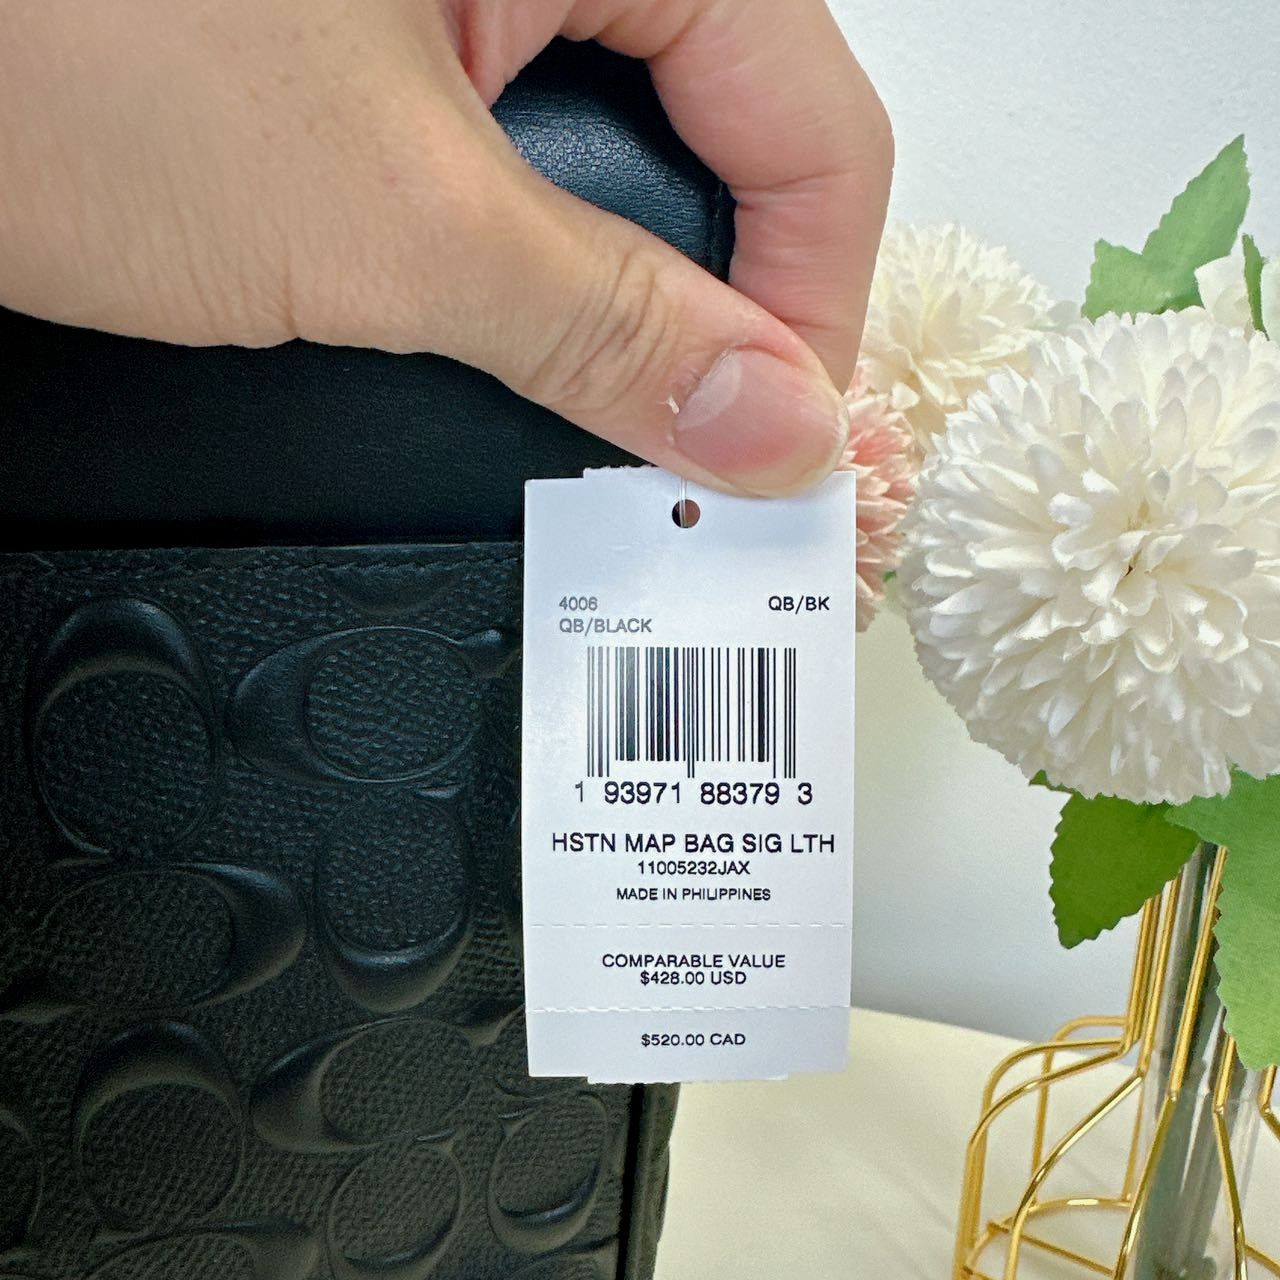 4006 QB/BK
QB/BLACK
1 93971 88379 3
HSTN MAP BAG SIG LTH
11005232JAX
MADE IN PHILIPPINES
COMPARABLE VALUE
$428.00 USD
$520.00 CAD